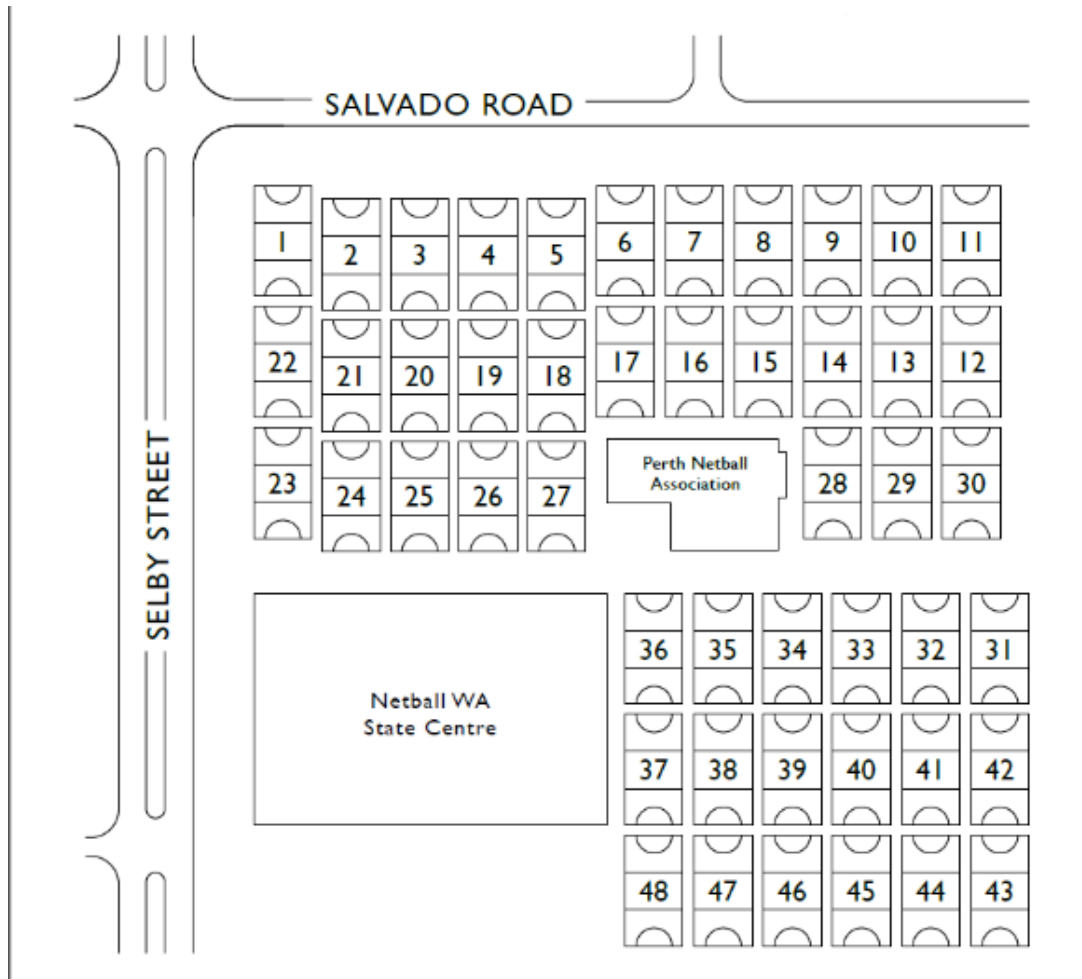 SALVADO ROAD
1 2 3 4 5 6 7 8 9 10 11
22 21 20 19 18 17 16 15 14 13 12
SELBY STREET
23 24 25 26 27
Perth Netball
Association
28 29 30
Netball WA
State Centre
36 35 34 33 32 31
37 38 39 40 41 42
48 47 46 45 44 43